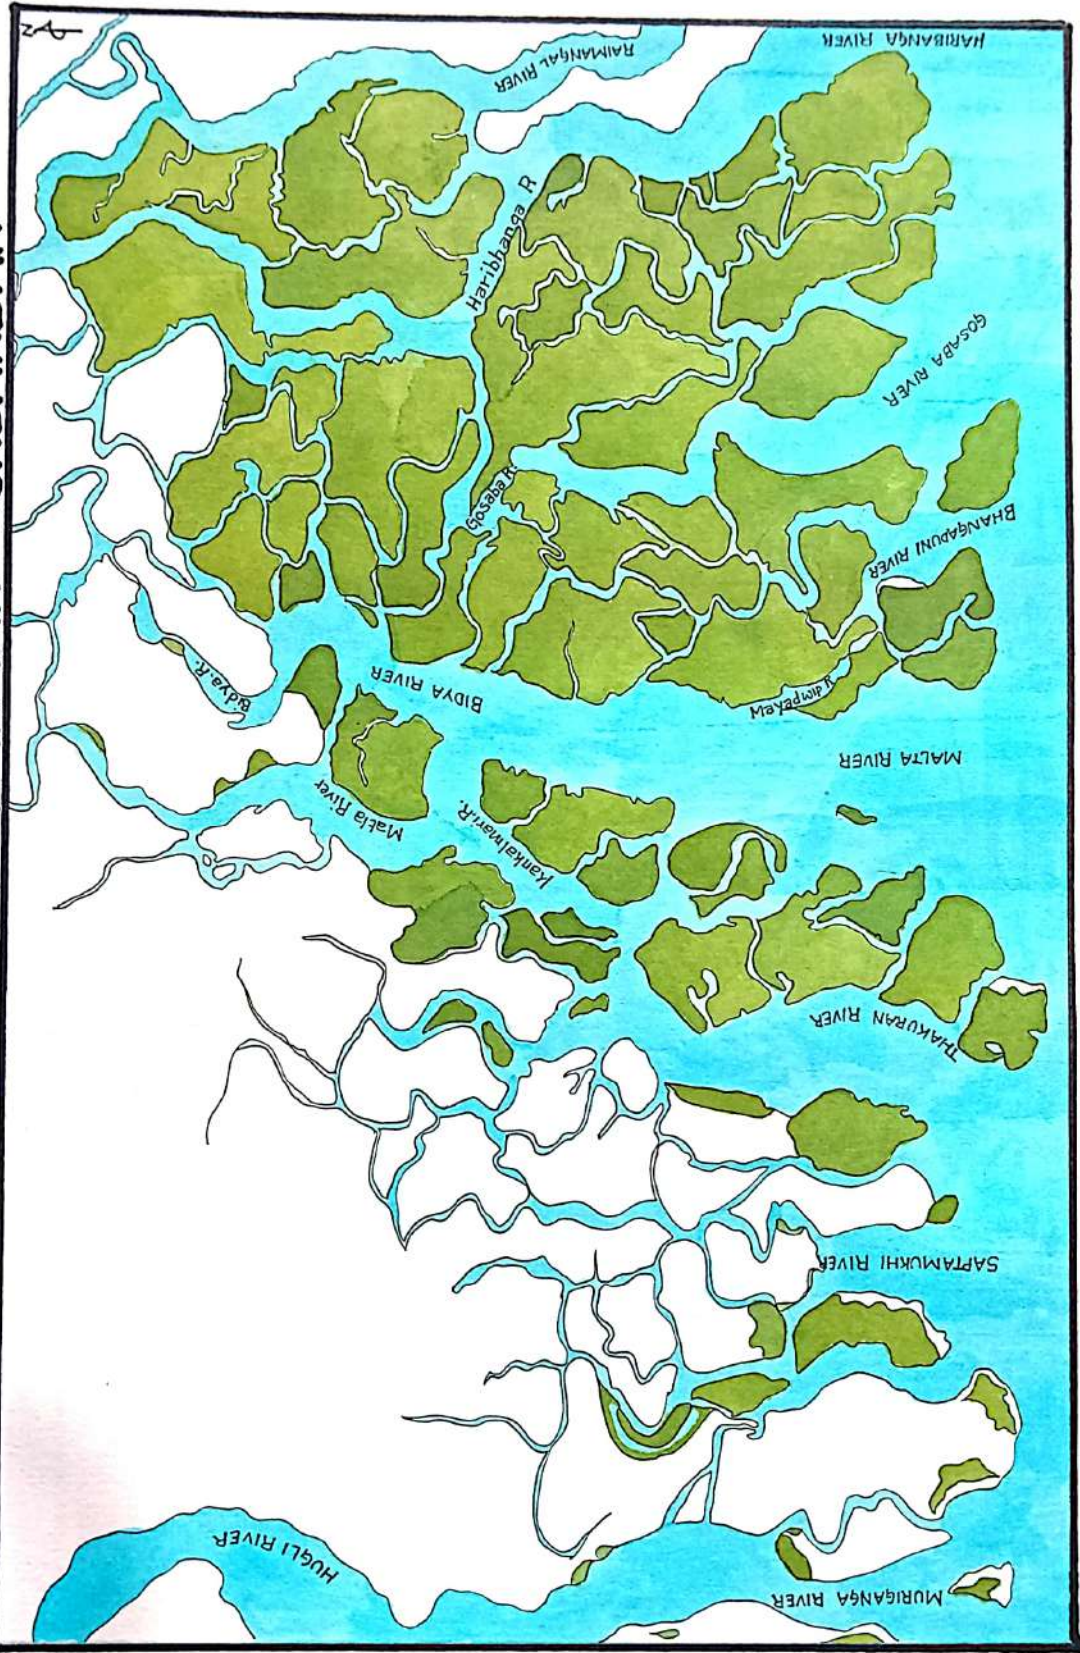 N
RAIMANGAL RIVER
HARIBANGA RIVER
Haribhanga R
GOSABA RIVER
Gosaba R.
BHANGADUNI RIVER
Bidya.R.
BIDYA RIVER
Mayadwip R
MALTA RIVER
Matla River
Kankalmari.R.
THAKURAN RIVER
SAPTAMUKHI RIVER
HUGLI RIVER
MURIGANGA RIVER